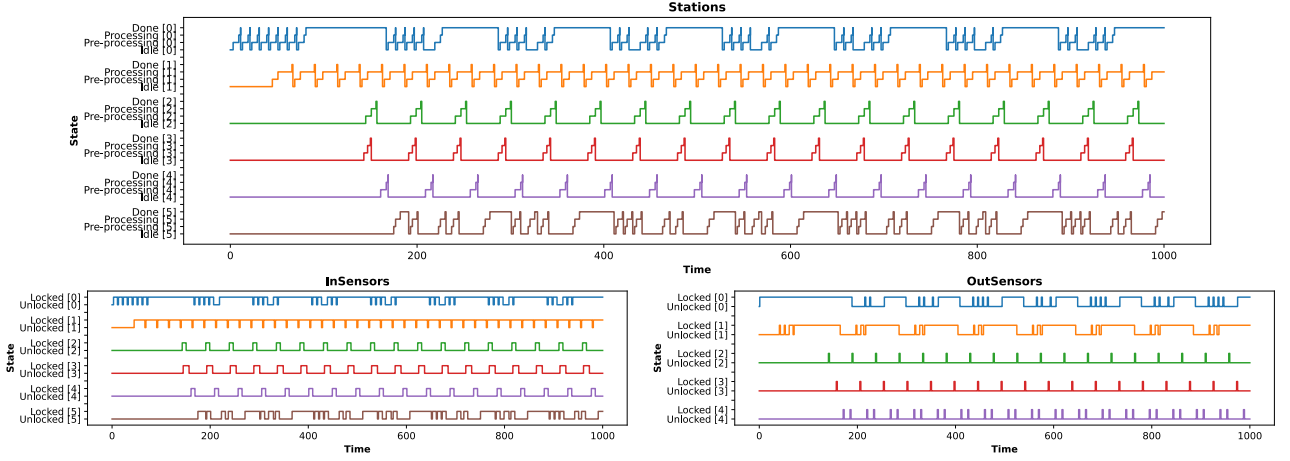 Stations
Done [0]
Processing [0]
Pre-processing [0]
Idle [0]
Done [1]
Processing [1]
Pre-processing [1]
Idle [1]
Done [2]
Processing [2]
Pre-processing [2]
Idle [2]
Done [3]
Processing [3]
Pre-processing [3]
Idle [3]
Done [4]
Processing [4]
Pre-processing [4]
Idle [4]
Done [5]
Processing [5]
Pre-processing [5]
Idle [5]
State
0 200 400 600 800 1000
Time
InSensors
Locked [0]
Unlocked [0]
Locked [1]
Unlocked [1]
Locked [2]
Unlocked [2]
Locked [3]
Unlocked [3]
Locked [4]
Unlocked [4]
Locked [5]
Unlocked [5]
State
0 200 400 600 800 1000
Time
OutSensors
Locked [0]
Unlocked [0]
Locked [1]
Unlocked [1]
Locked [2]
Unlocked [2]
Locked [3]
Unlocked [3]
Locked [4]
Unlocked [4]
State
0 200 400 600 800 1000
Time